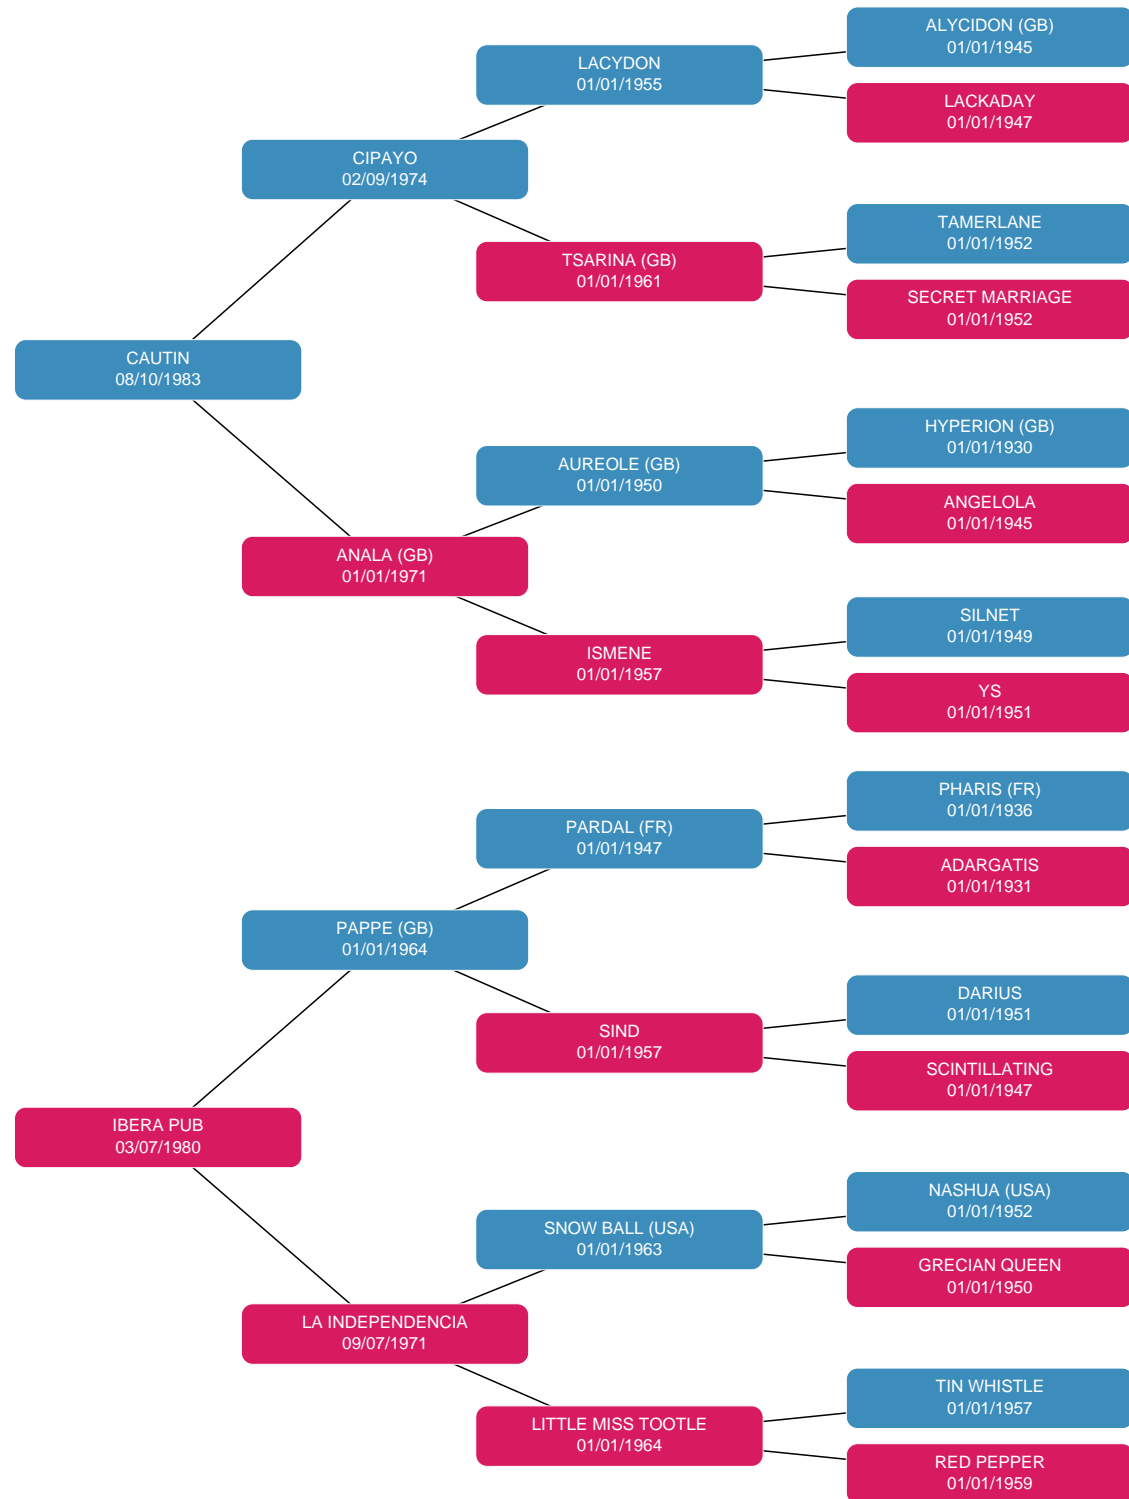 ALYCIDON (GB)
01/01/1945
LACYDON
01/01/1955
LACKADAY
01/01/1947
CIPAYO
02/09/1974
TAMERLANE
01/01/1952
TSARINA (GB)
01/01/1961
SECRET MARRIAGE
01/01/1952
CAUTIN
08/10/1983
HYPERION (GB)
01/01/1930
AUREOLE (GB)
01/01/1950
ANGELOLA
01/01/1945
ANALA (GB)
01/01/1971
SILNET
01/01/1949
ISMENE
01/01/1957
YS
01/01/1951
PHARIS (FR)
01/01/1936
PARDAL (FR)
01/01/1947
ADARGATIS
01/01/1931
PAPPE (GB)
01/01/1964
DARIUS
01/01/1951
SIND
01/01/1957
SCINTILLATING
01/01/1947
IBERA PUB
03/07/1980
NASHUA (USA)
01/01/1952
SNOW BALL (USA)
01/01/1963
GRECIAN QUEEN
01/01/1950
LA INDEPENDENCIA
09/07/1971
TIN WHISTLE
01/01/1957
LITTLE MISS TOOTLE
01/01/1964
RED PEPPER
01/01/1959